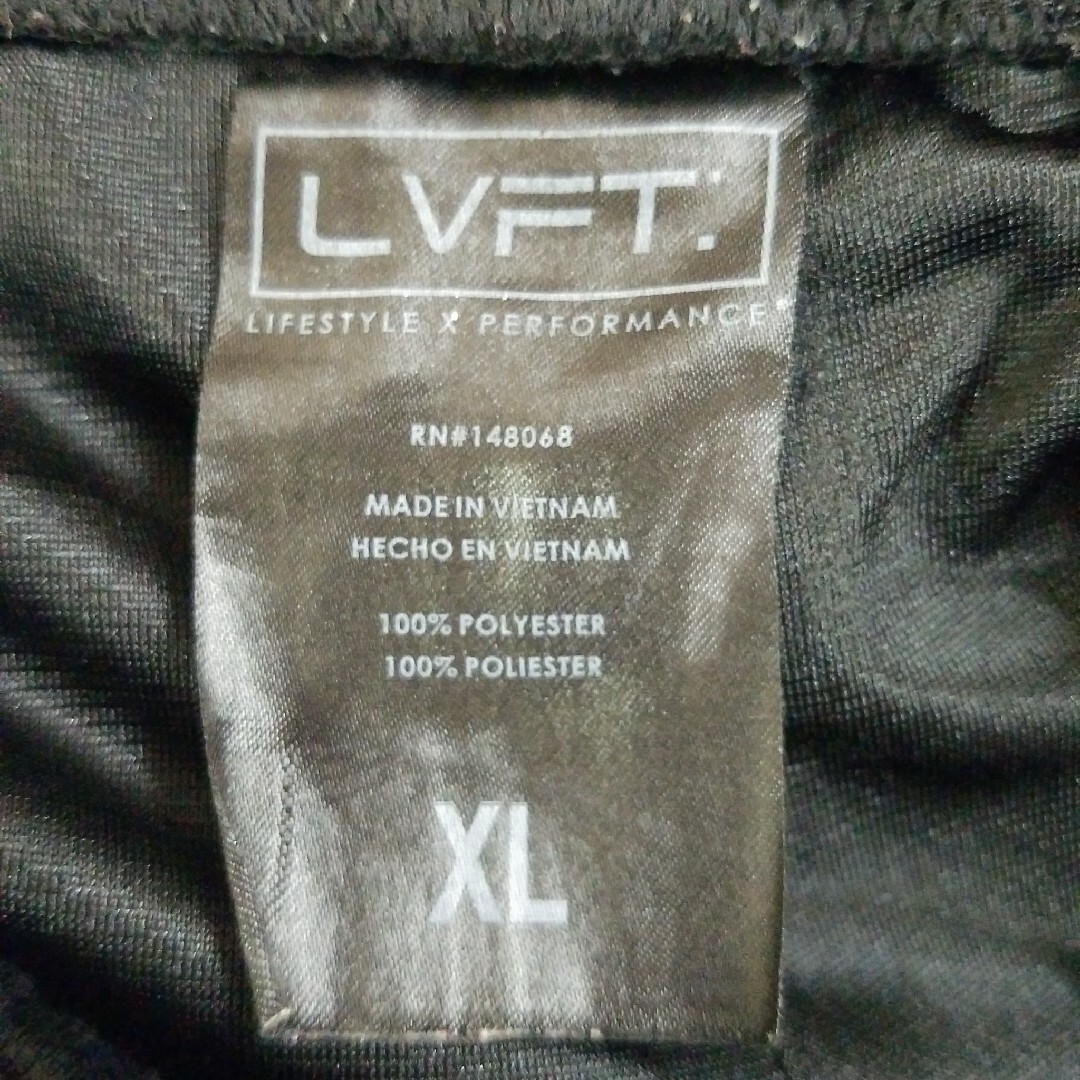 LVFT.
LIFESTYLE X PERFORMANCE
RN#148068
MADE IN VIETNAM
HECHO EN VIETNAM
100% POLYESTER
100% POLIESTER
XL